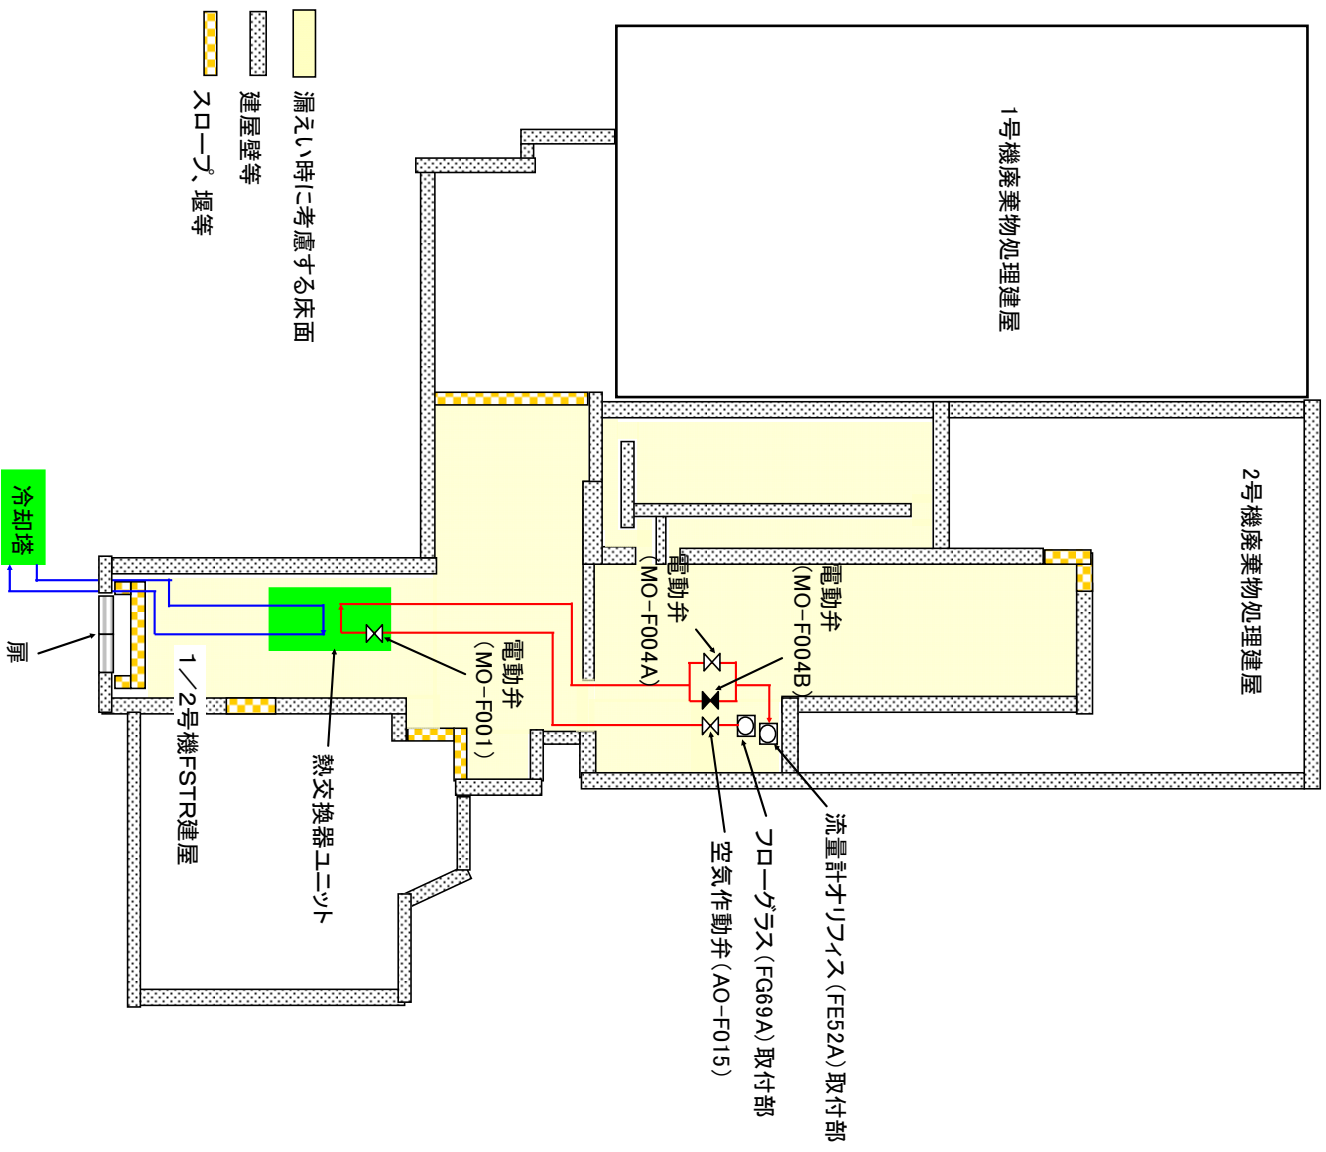 1号機廃棄物処理建屋
2号機廃棄物処理建屋
漏えい時に考慮する床面
建屋壁等
スロープ、堰等
電動弁
(MO-F004B)
電動弁
(MO-F004A)
電動弁
(MO-F001)
流量計オリフィス(FE52A)取付部
フローグラス(FG69A)取付部
空気作動弁(AO-F015)
熱交換器ユニット
1/2号機FSTR建屋
冷却塔
扉